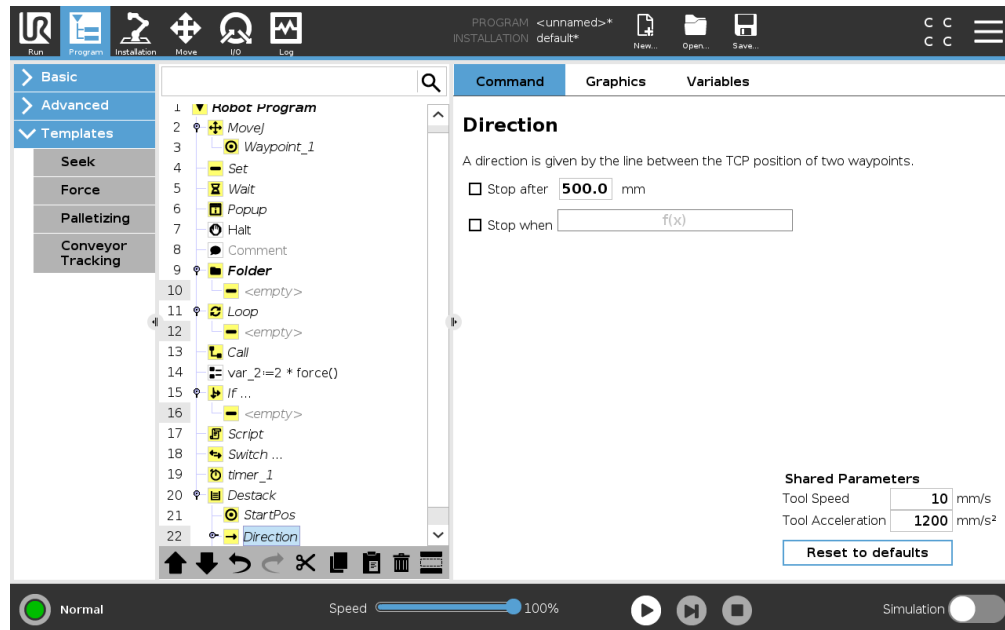 PROGRAM <unnamed>*
INSTALLATION default*
UR
Run
Program
Installation
Move
I/O
Log
New...
Open...
Save...
C C
C C
Basic
Advanced
Templates
Seek
Force
Palletizing
Conveyor
Tracking
1 Robot Program
2 MoveJ
3 Waypoint_1
4 Set
5 Wait
6 Popup
7 Halt
8 Comment
9 Folder
10 <empty>
11 Loop
12 <empty>
13 Call
14 var_2:=2 * force()
15 If ...
16 <empty>
17 Script
18 Switch ...
19 timer_1
20 Destack
21 StartPos
22 Direction
Command Graphics Variables
Direction
A direction is given by the line between the TCP position of two waypoints.
Stop after 500.0 mm
Stop when f(x)
Shared Parameters
Tool Speed 10 mm/s
Tool Acceleration 1200 mm/s²
Reset to defaults
Normal
Speed 100%
Simulation